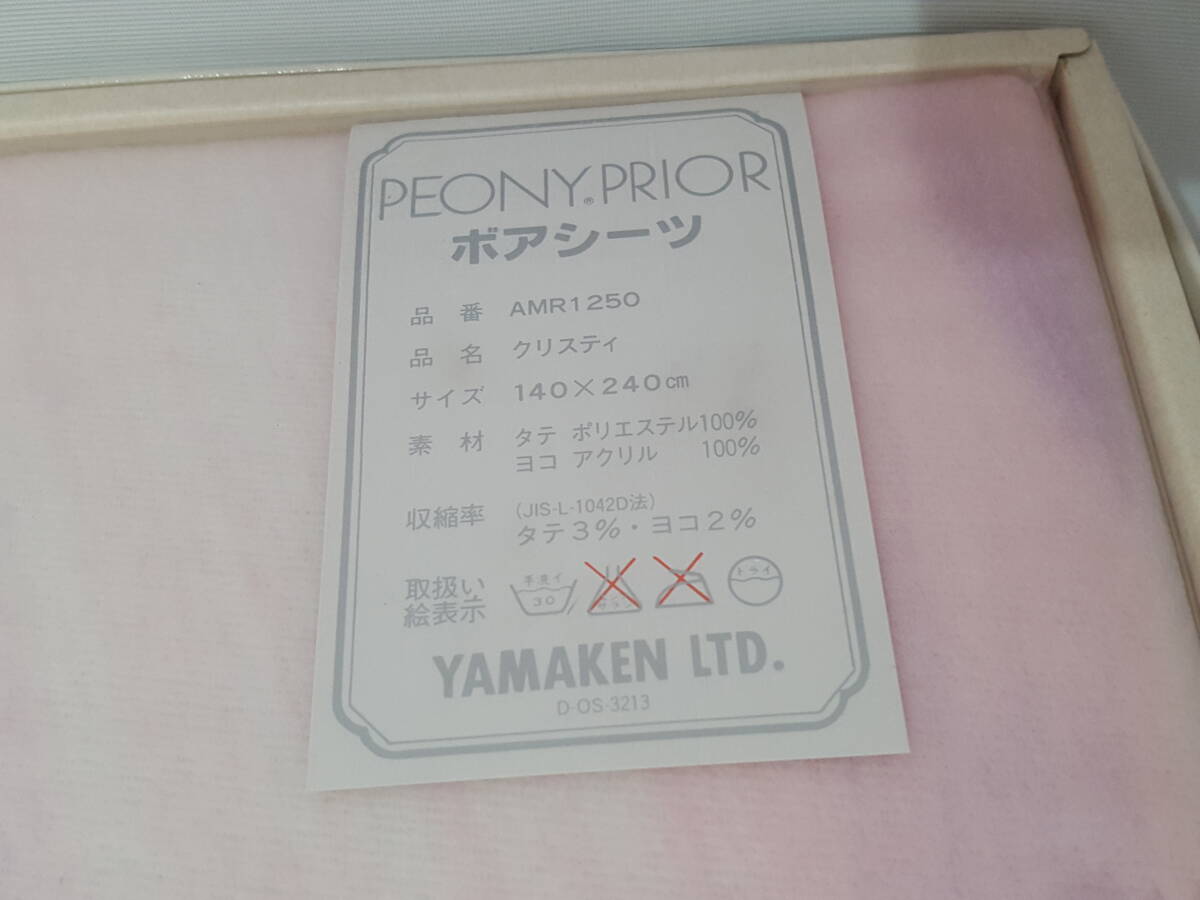 PEONY®PRIOR
ボアシーツ
品番 AMR1250
品名 クリスティ
サイズ 140×240㎝
素材 タテ ポリエステル100%
ヨコ アクリル 100%
収縮率 (JIS-L-1042D法)
タテ3%・ヨコ2%
取扱い
絵表示
手洗イ
30
ドライ
YAMAKEN LTD.
D-OS-3213